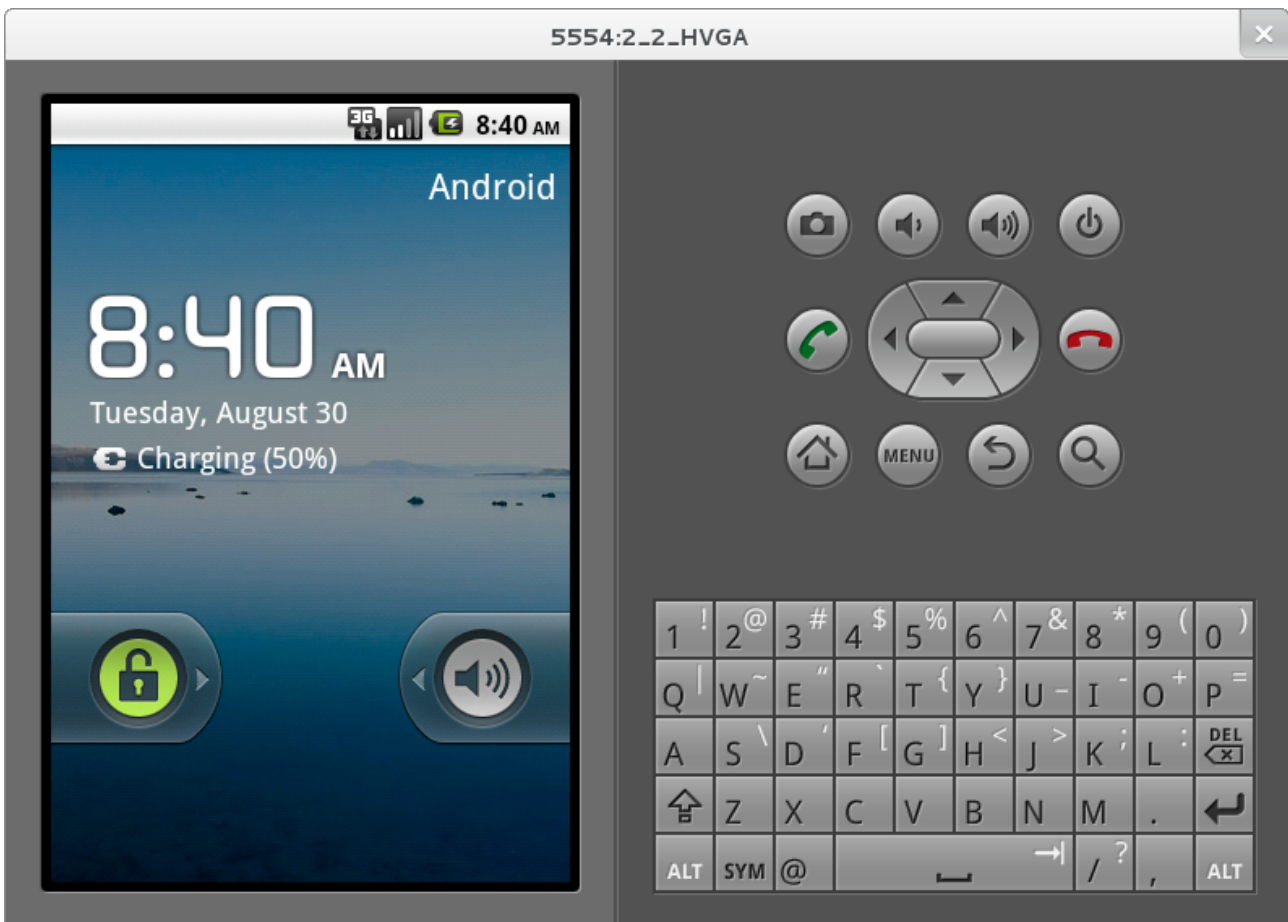 5554:2_2_HVGA
3G 8:40 AM
Android
8:40 AM
Tuesday, August 30
Charging (50%)
MENU
1 ! 2 @ 3 # 4 $ 5 % 6 ^ 7 & 8 * 9 ( 0 )
Q | W ~ E " R ` T { Y } U _ I - O + P =
A S \ D ' F [ G ] H < J > K ; L : DEL
Z X C V B N M .
ALT SYM @ / ? , ALT